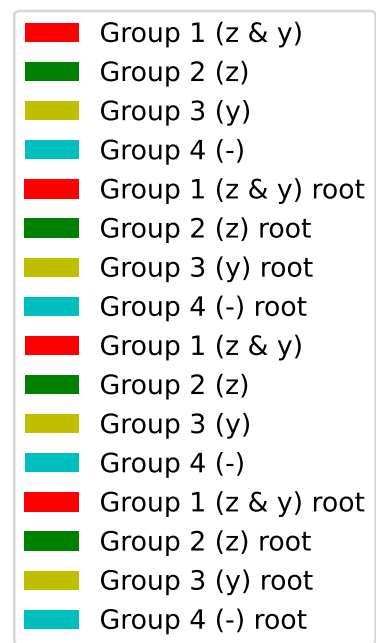 Group 1 (z & y)
Group 2 (z)
Group 3 (y)
Group 4 (-)
Group 1 (z & y) root
Group 2 (z) root
Group 3 (y) root
Group 4 (-) root
Group 1 (z & y)
Group 2 (z)
Group 3 (y)
Group 4 (-)
Group 1 (z & y) root
Group 2 (z) root
Group 3 (y) root
Group 4 (-) root